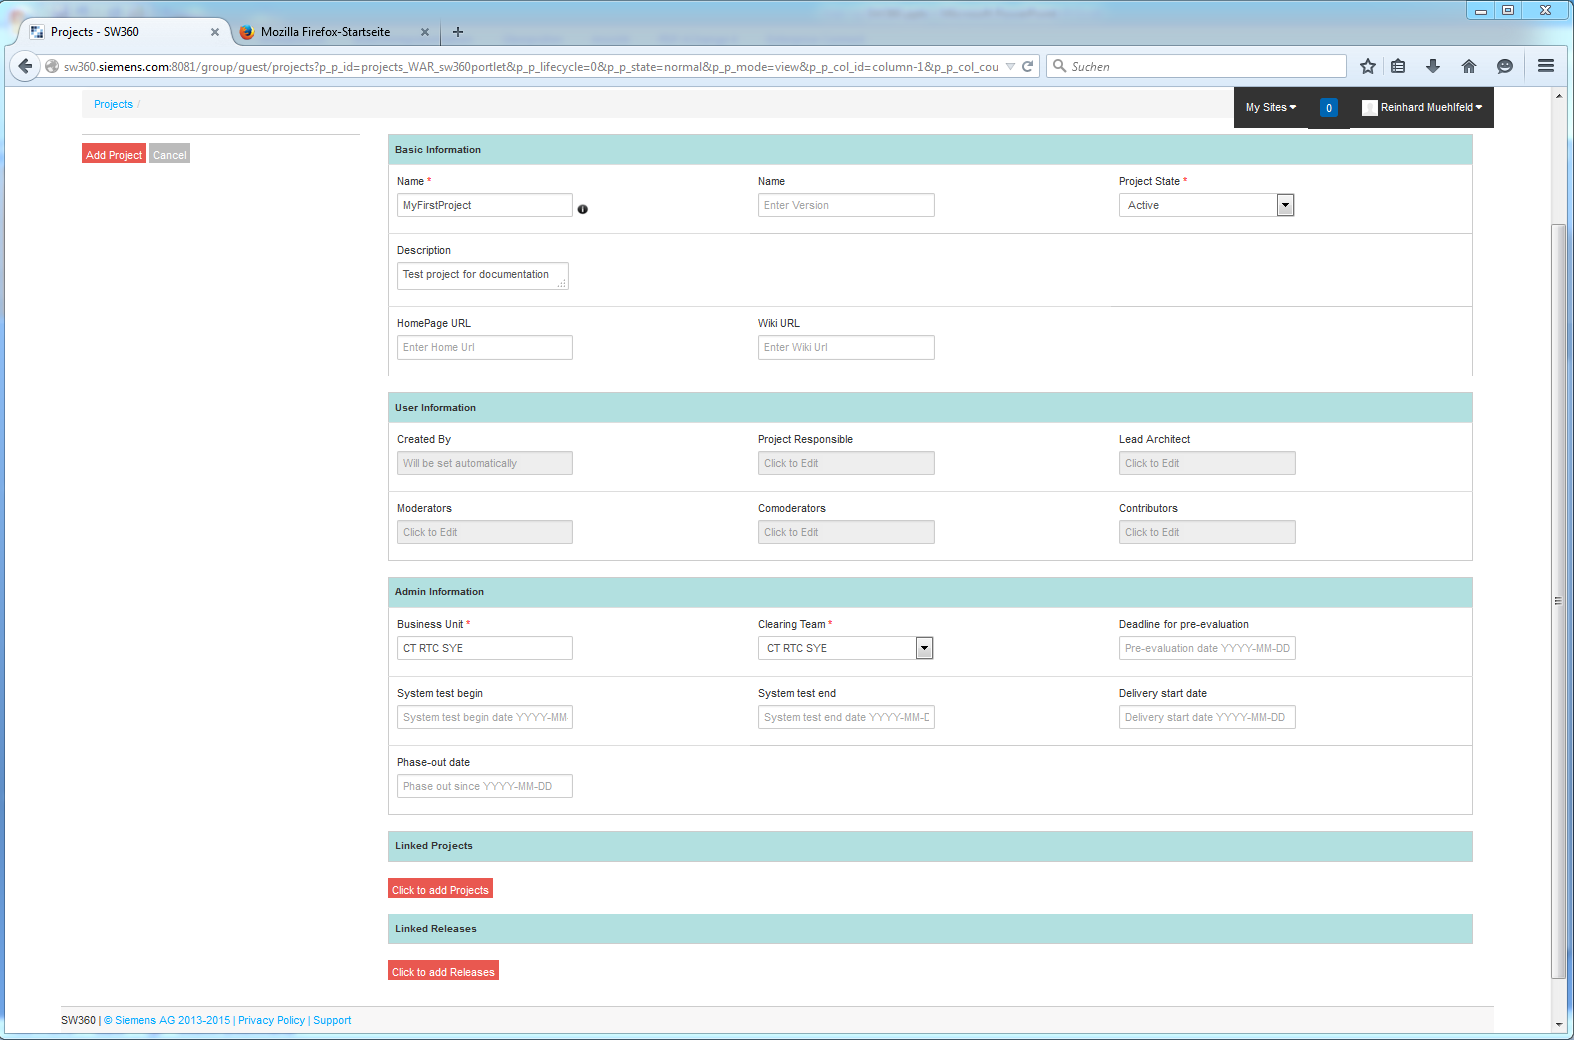 Projects - SW360
Mozilla Firefox-Startseite
sw360.siemens.com:8081/group/guest/projects?p_p_id=projects_WAR_sw360portlet&p_p_lifecycle=0&p_p_state=normal&p_p_mode=view&p_p_col_id=column-1&p_p_col_cou
Suchen
Projects /
My Sites
0
Reinhard Muehlfeld
Add Project
Cancel
Basic Information
Name *
Name
Project State *
MyFirstProject
Enter Version
Active
Description
Test project for documentation
HomePage URL
Wiki URL
Enter Home Url
Enter Wiki Url
User Information
Created By
Project Responsible
Lead Architect
Will be set automatically
Click to Edit
Click to Edit
Moderators
Comoderators
Contributors
Click to Edit
Click to Edit
Click to Edit
Admin Information
Business Unit *
Clearing Team *
Deadline for pre-evaluation
CT RTC SYE
CT RTC SYE
Pre-evaluation date YYYY-MM-DD
System test begin
System test end
Delivery start date
System test begin date YYYY-MM-
System test end date YYYY-MM-D
Delivery start date YYYY-MM-DD
Phase-out date
Phase out since YYYY-MM-DD
Linked Projects
Click to add Projects
Linked Releases
Click to add Releases
SW360 | © Siemens AG 2013-2015 | Privacy Policy | Support